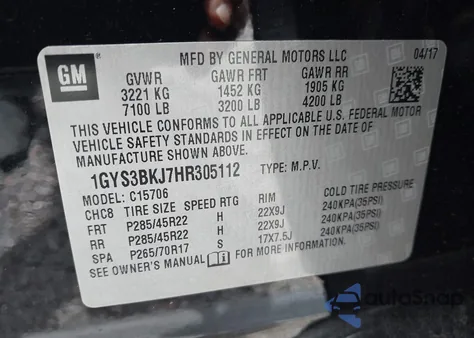 MFD BY GENERAL MOTORS LLC 04/17
GM
GVWR GAWR FRT GAWR RR
3221 KG 1452 KG 1905 KG
7100 LB 3200 LB 4200 LB
THIS VEHICLE CONFORMS TO ALL APPLICABLE U.S. FEDERAL MOTOR
VEHICLE SAFETY STANDARDS IN EFFECT ON THE DATE OF
MANUFACTURE SHOWN ABOVE.
1GYS3BKJ7HR305112 TYPE: M.P.V.
MODEL: C15706
CHC8 TIRE SIZE SPEED RTG RIM COLD TIRE PRESSURE
FRT P285/45R22 H 22X9J 240KPA(35PSI)
RR P285/45R22 H 22X9J 240KPA(35PSI)
SPA P265/70R17 S 17X7.5J 240KPA(35PSI)
SEE OWNER'S MANUAL FOR MORE INFORMATION.
autoSnap